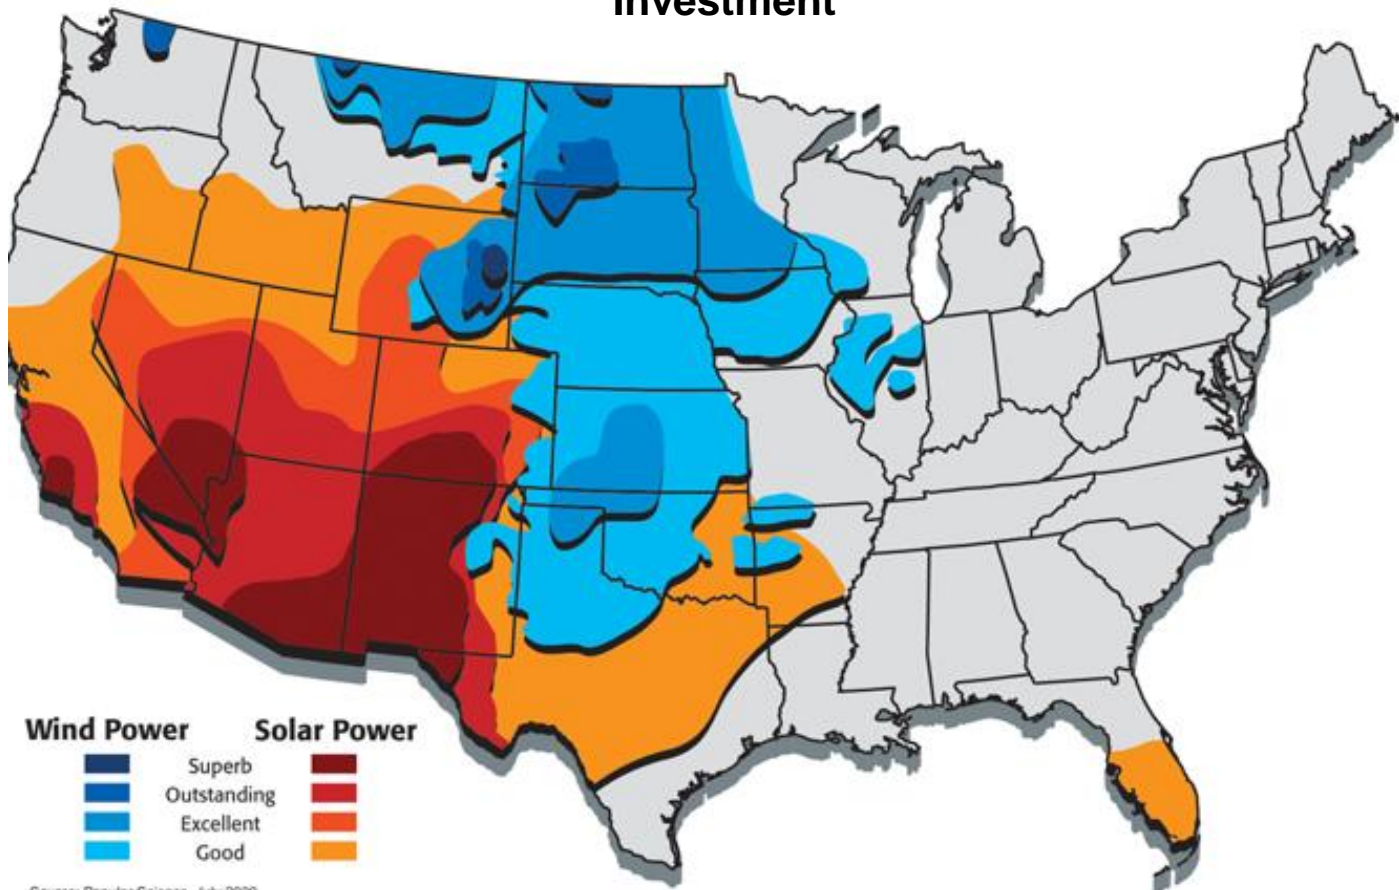 Investment
Wind Power Solar Power
Superb
Outstanding
Excellent
Good